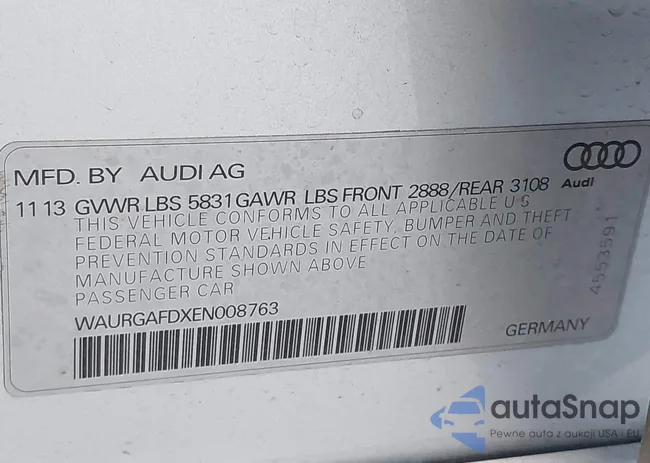 MFD. BY AUDI AG
11 13 GVWR LBS 5831 GAWR LBS FRONT 2888/REAR 3108
Audi
THIS VEHICLE CONFORMS TO ALL APPLICABLE U S
FEDERAL MOTOR VEHICLE SAFETY, BUMPER AND THEFT
PREVENTION STANDARDS IN EFFECT ON THE DATE OF
MANUFACTURE SHOWN ABOVE
PASSENGER CAR
4553591
WAURGAFDXEN008763
GERMANY
autaSnap
Pewne auta z aukcji USA i EU